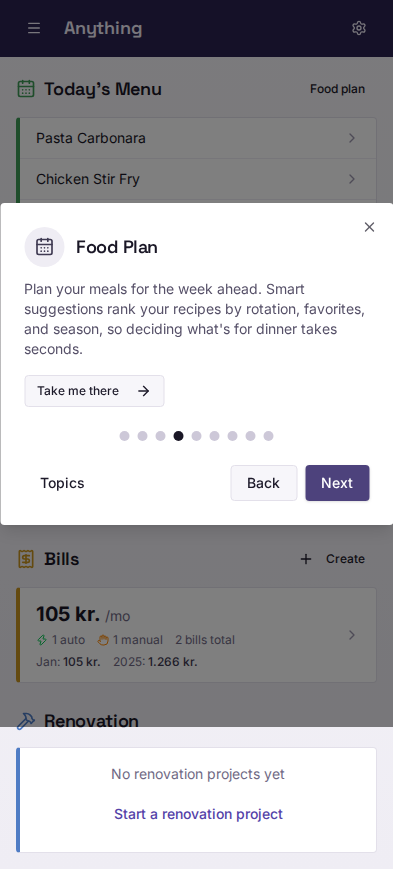 Anything
Today's Menu
Food plan
Pasta Carbonara
Chicken Stir Fry
Food Plan
Plan your meals for the week ahead. Smart
suggestions rank your recipes by rotation, favorites,
and season, so deciding what's for dinner takes
seconds.
Take me there
Topics
Back
Next
Bills
Create
105 kr. /mo
1 auto 1 manual 2 bills total
Jan: 105 kr. 2025: 1.266 kr.
Renovation
No renovation projects yet
Start a renovation project